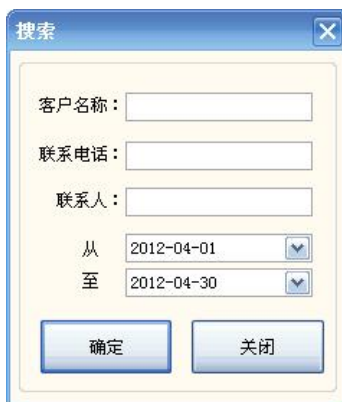 搜索
客户名称：
联系电话：
联系人：
从 2012-04-01
至 2012-04-30
确定 关闭